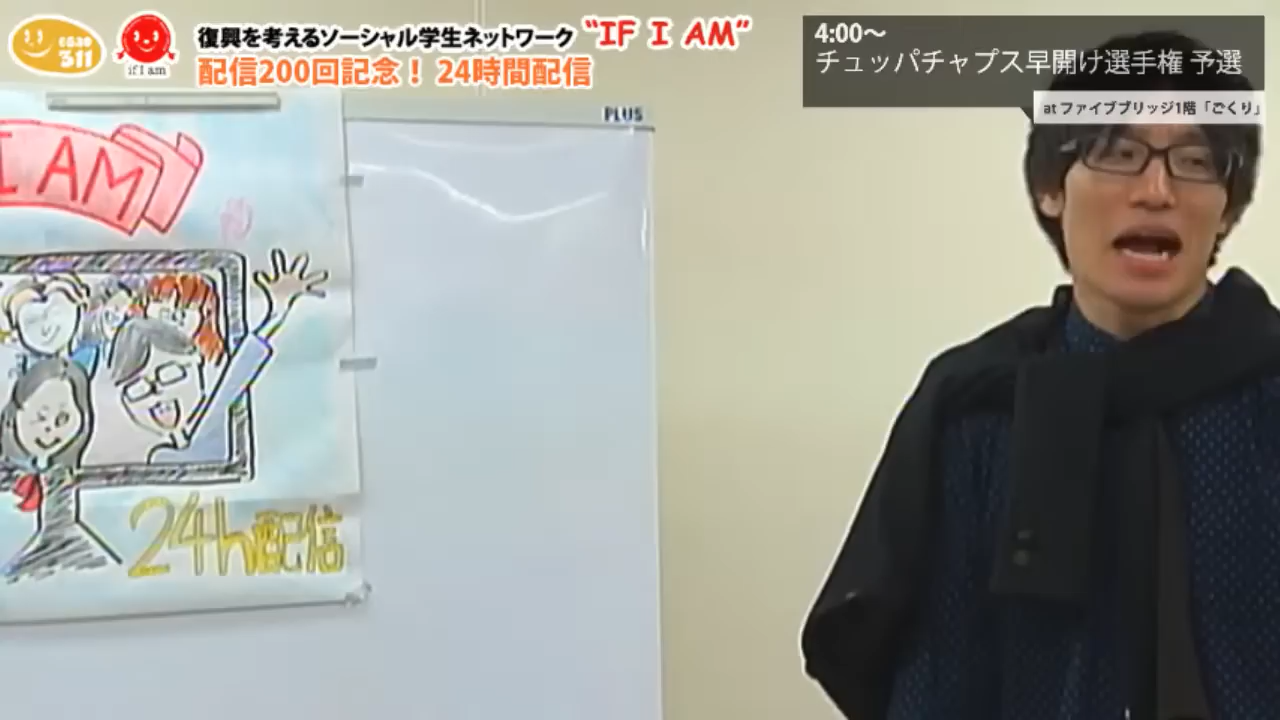 cgao
311
if I am
復興を考えるソーシャル学生ネットワーク "IF I AM"
配信200回記念！ 24時間配信
4:00～
チュッパチャプス早開け選手権 予選
at ファイブブリッジ1階「ごくり」
PLUS
I AM
24h配信